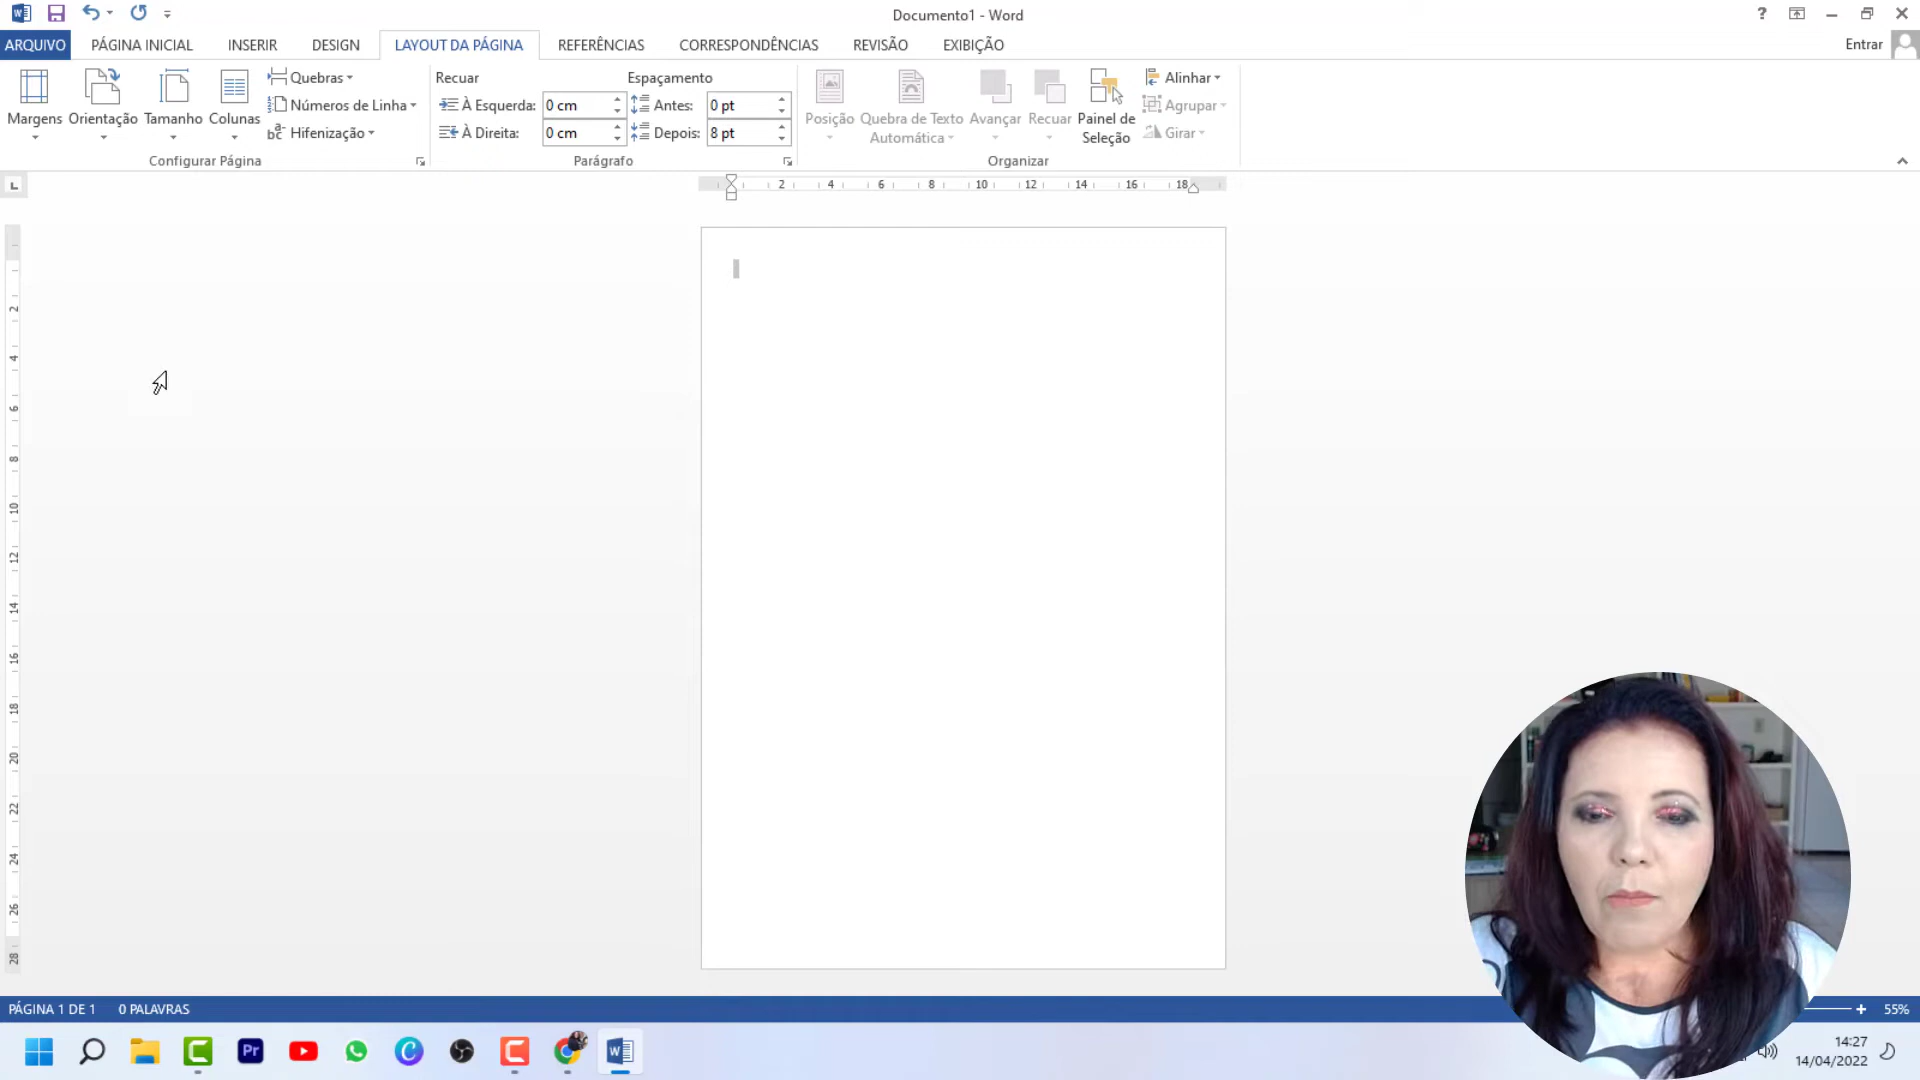 Documento1 - Word
?
ARQUIVO PÁGINA INICIAL INSERIR DESIGN LAYOUT DA PÁGINA REFERÊNCIAS CORRESPONDÊNCIAS REVISÃO EXIBIÇÃO Entrar
Margens Orientação Tamanho Colunas
Quebras
Números de Linha
Hifenização
Configurar Página
Recuar Espaçamento
À Esquerda: 0 cm Antes: 0 pt
À Direita: 0 cm Depois: 8 pt
Parágrafo
Posição Quebra de Texto Automática Avançar Recuar Painel de Seleção
Alinhar
Agrupar
Girar
Organizar
2 4 6 8 10 12 14 16 18
2
4
6
8
10
12
14
16
18
20
22
24
26
28
PÁGINA 1 DE 1 0 PALAVRAS 55%
Pr
14:27
14/04/2022